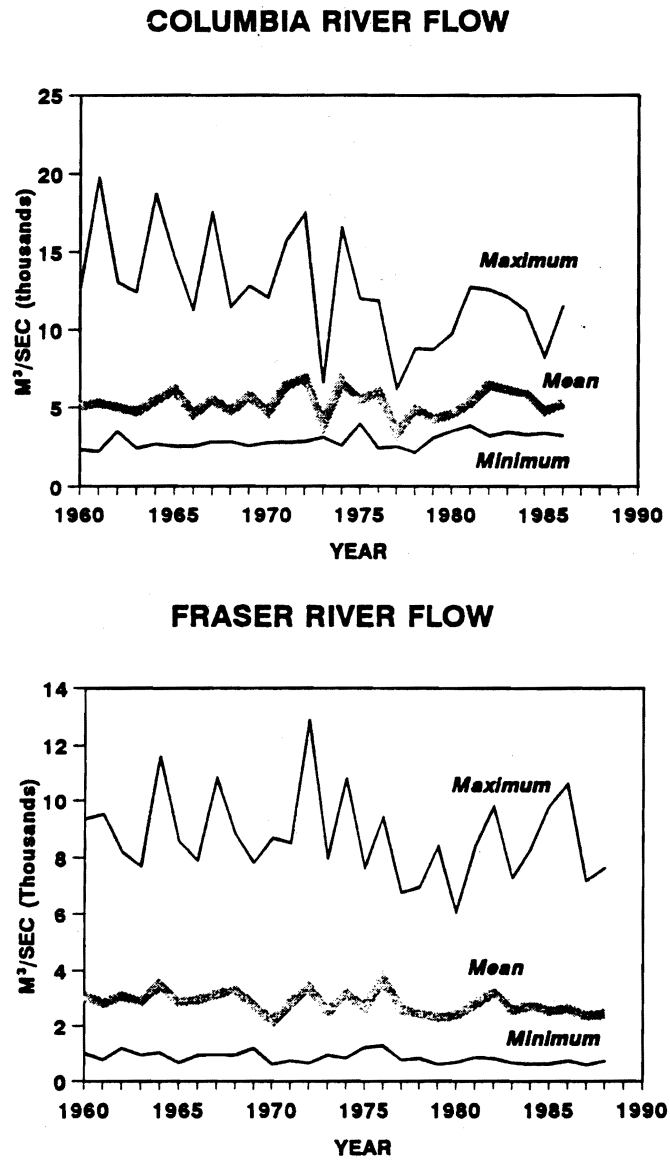 COLUMBIA RIVER FLOW
25
20
15
10
5
0
M³/SEC (thousands)
Maximum
Mean
Minimum
1960 1965 1970 1975 1980 1985 1990
YEAR
FRASER RIVER FLOW
14
12
10
8
6
4
2
0
M³/SEC (Thousands)
Maximum
Mean
Minimum
1960 1965 1970 1975 1980 1985 1990
YEAR